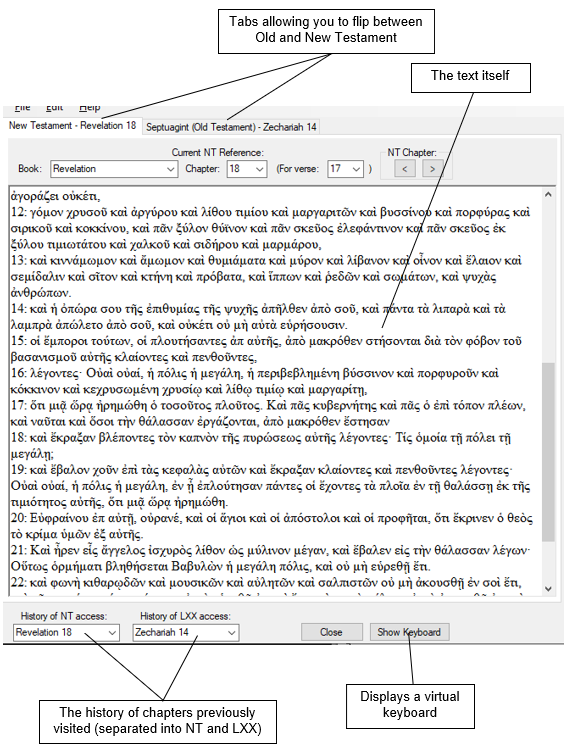 Tabs allowing you to flip between
Old and New Testament
The text itself
File Edit Help
New Testament - Revelation 18 Septuagint (Old Testament) - Zechariah 14
Current NT Reference: NT Chapter:
Book: Revelation Chapter: 18 (For verse: 17 ) < >
ἀγοράζει οὐκέτι,
12: γόμον χρυσοῦ καὶ ἀργύρου καὶ λίθου τιμίου καὶ μαργαριτῶν καὶ βυσσίνου καὶ πορφύρας καὶ
σιρικοῦ καὶ κοκκίνου, καὶ πᾶν ξύλον θύϊνον καὶ πᾶν σκεῦος ἐλεφάντινον καὶ πᾶν σκεῦος ἐκ
ξύλου τιμιωτάτου καὶ χαλκοῦ καὶ σιδήρου καὶ μαρμάρου,
13: καὶ κιννάμωμον καὶ ἄμωμον καὶ θυμιάματα καὶ μύρον καὶ λίβανον καὶ οἶνον καὶ ἔλαιον καὶ
σεμίδαλιν καὶ σῖτον καὶ κτήνη καὶ πρόβατα, καὶ ἵππων καὶ ῥεδῶν καὶ σωμάτων, καὶ ψυχὰς
ἀνθρώπων.
14: καὶ ἡ ὀπώρα σου τῆς ἐπιθυμίας τῆς ψυχῆς ἀπῆλθεν ἀπὸ σοῦ, καὶ πάντα τὰ λιπαρὰ καὶ τὰ
λαμπρὰ ἀπώλετο ἀπὸ σοῦ, καὶ οὐκέτι οὐ μὴ αὐτὰ εὑρήσουσιν.
15: οἱ ἔμποροι τούτων, οἱ πλουτήσαντες ἀπ αὐτῆς, ἀπὸ μακρόθεν στήσονται διὰ τὸν φόβον τοῦ
βασανισμοῦ αὐτῆς κλαίοντες καὶ πενθοῦντες,
16: λέγοντες· Οὐαὶ οὐαί, ἡ πόλις ἡ μεγάλη, ἡ περιβεβλημένη βύσσινον καὶ πορφυροῦν καὶ
κόκκινον καὶ κεχρυσωμένη χρυσίῳ καὶ λίθῳ τιμίῳ καὶ μαργαρίτῃ,
17: ὅτι μιᾷ ὥρᾳ ἠρημώθη ὁ τοσοῦτος πλοῦτος. Καὶ πᾶς κυβερνήτης καὶ πᾶς ὁ ἐπὶ τόπον πλέων,
καὶ ναῦται καὶ ὅσοι τὴν θάλασσαν ἐργάζονται, ἀπὸ μακρόθεν ἔστησαν
18: καὶ ἔκραξαν βλέποντες τὸν καπνὸν τῆς πυρώσεως αὐτῆς λέγοντες· Τίς ὁμοία τῇ πόλει τῇ
μεγάλῃ;
19: καὶ ἔβαλον χοῦν ἐπὶ τὰς κεφαλὰς αὐτῶν καὶ ἔκραξαν κλαίοντες καὶ πενθοῦντες λέγοντες·
Οὐαὶ οὐαί, ἡ πόλις ἡ μεγάλη, ἐν ᾗ ἐπλούτησαν πάντες οἱ ἔχοντες τὰ πλοῖα ἐν τῇ θαλάσσῃ ἐκ τῆς
τιμιότητος αὐτῆς, ὅτι μιᾷ ὥρᾳ ἠρημώθη.
20: Εὐφραίνου ἐπ αὐτῇ, οὐρανέ, καὶ οἱ ἅγιοι καὶ οἱ ἀπόστολοι καὶ οἱ προφῆται, ὅτι ἔκρινεν ὁ θεὸς
τὸ κρίμα ὑμῶν ἐξ αὐτῆς.
21: Καὶ ἦρεν εἷς ἄγγελος ἰσχυρὸς λίθον ὡς μύλινον μέγαν, καὶ ἔβαλεν εἰς τὴν θάλασσαν λέγων·
Οὕτως ὁρμήματι βληθήσεται Βαβυλὼν ἡ μεγάλη πόλις, καὶ οὐ μὴ εὑρεθῇ ἔτι.
22: καὶ φωνὴ κιθαρῳδῶν καὶ μουσικῶν καὶ αὐλητῶν καὶ σαλπιστῶν οὐ μὴ ἀκουσθῇ ἐν σοὶ ἔτι,
History of NT access: History of LXX access:
Revelation 18 Zechariah 14 Close Show Keyboard
The history of chapters previously
visited (separated into NT and LXX)
Displays a virtual
keyboard